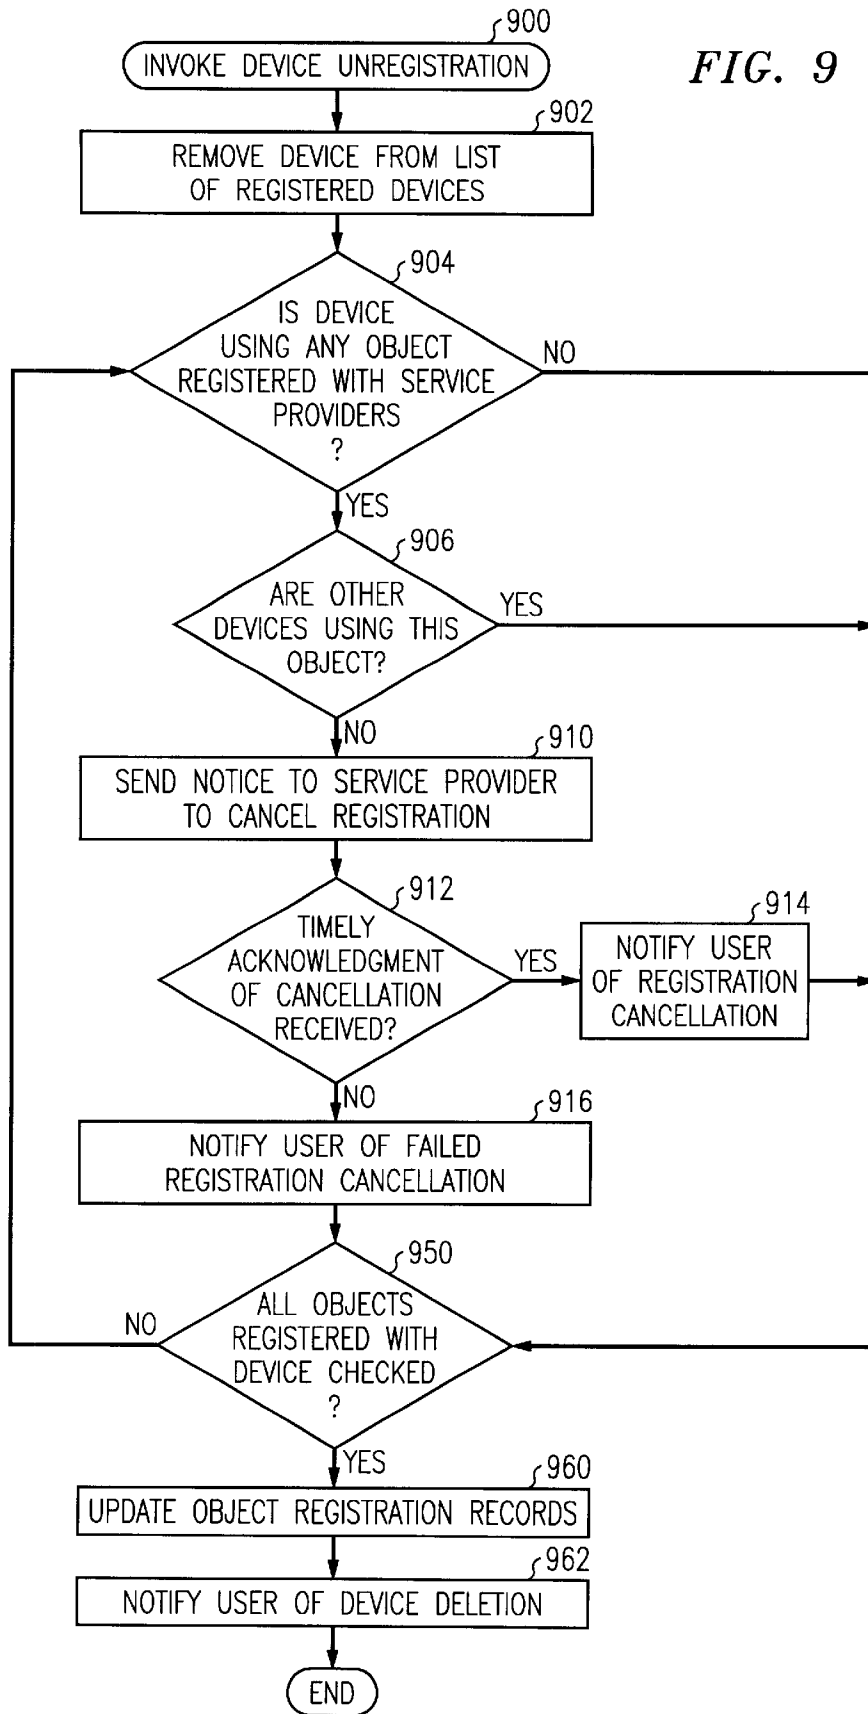 900
INVOKE DEVICE UNREGISTRATION
FIG. 9
902
REMOVE DEVICE FROM LIST
OF REGISTERED DEVICES
904
IS DEVICE
USING ANY OBJECT
REGISTERED WITH SERVICE
PROVIDERS
?
NO
YES
906
ARE OTHER
DEVICES USING THIS
OBJECT?
YES
NO
910
SEND NOTICE TO SERVICE PROVIDER
TO CANCEL REGISTRATION
912
TIMELY
ACKNOWLEDGMENT
OF CANCELLATION
RECEIVED?
YES
914
NOTIFY USER
OF REGISTRATION
CANCELLATION
NO
916
NOTIFY USER OF FAILED
REGISTRATION CANCELLATION
950
ALL OBJECTS
REGISTERED WITH
DEVICE CHECKED
?
NO
YES
960
UPDATE OBJECT REGISTRATION RECORDS
962
NOTIFY USER OF DEVICE DELETION
END